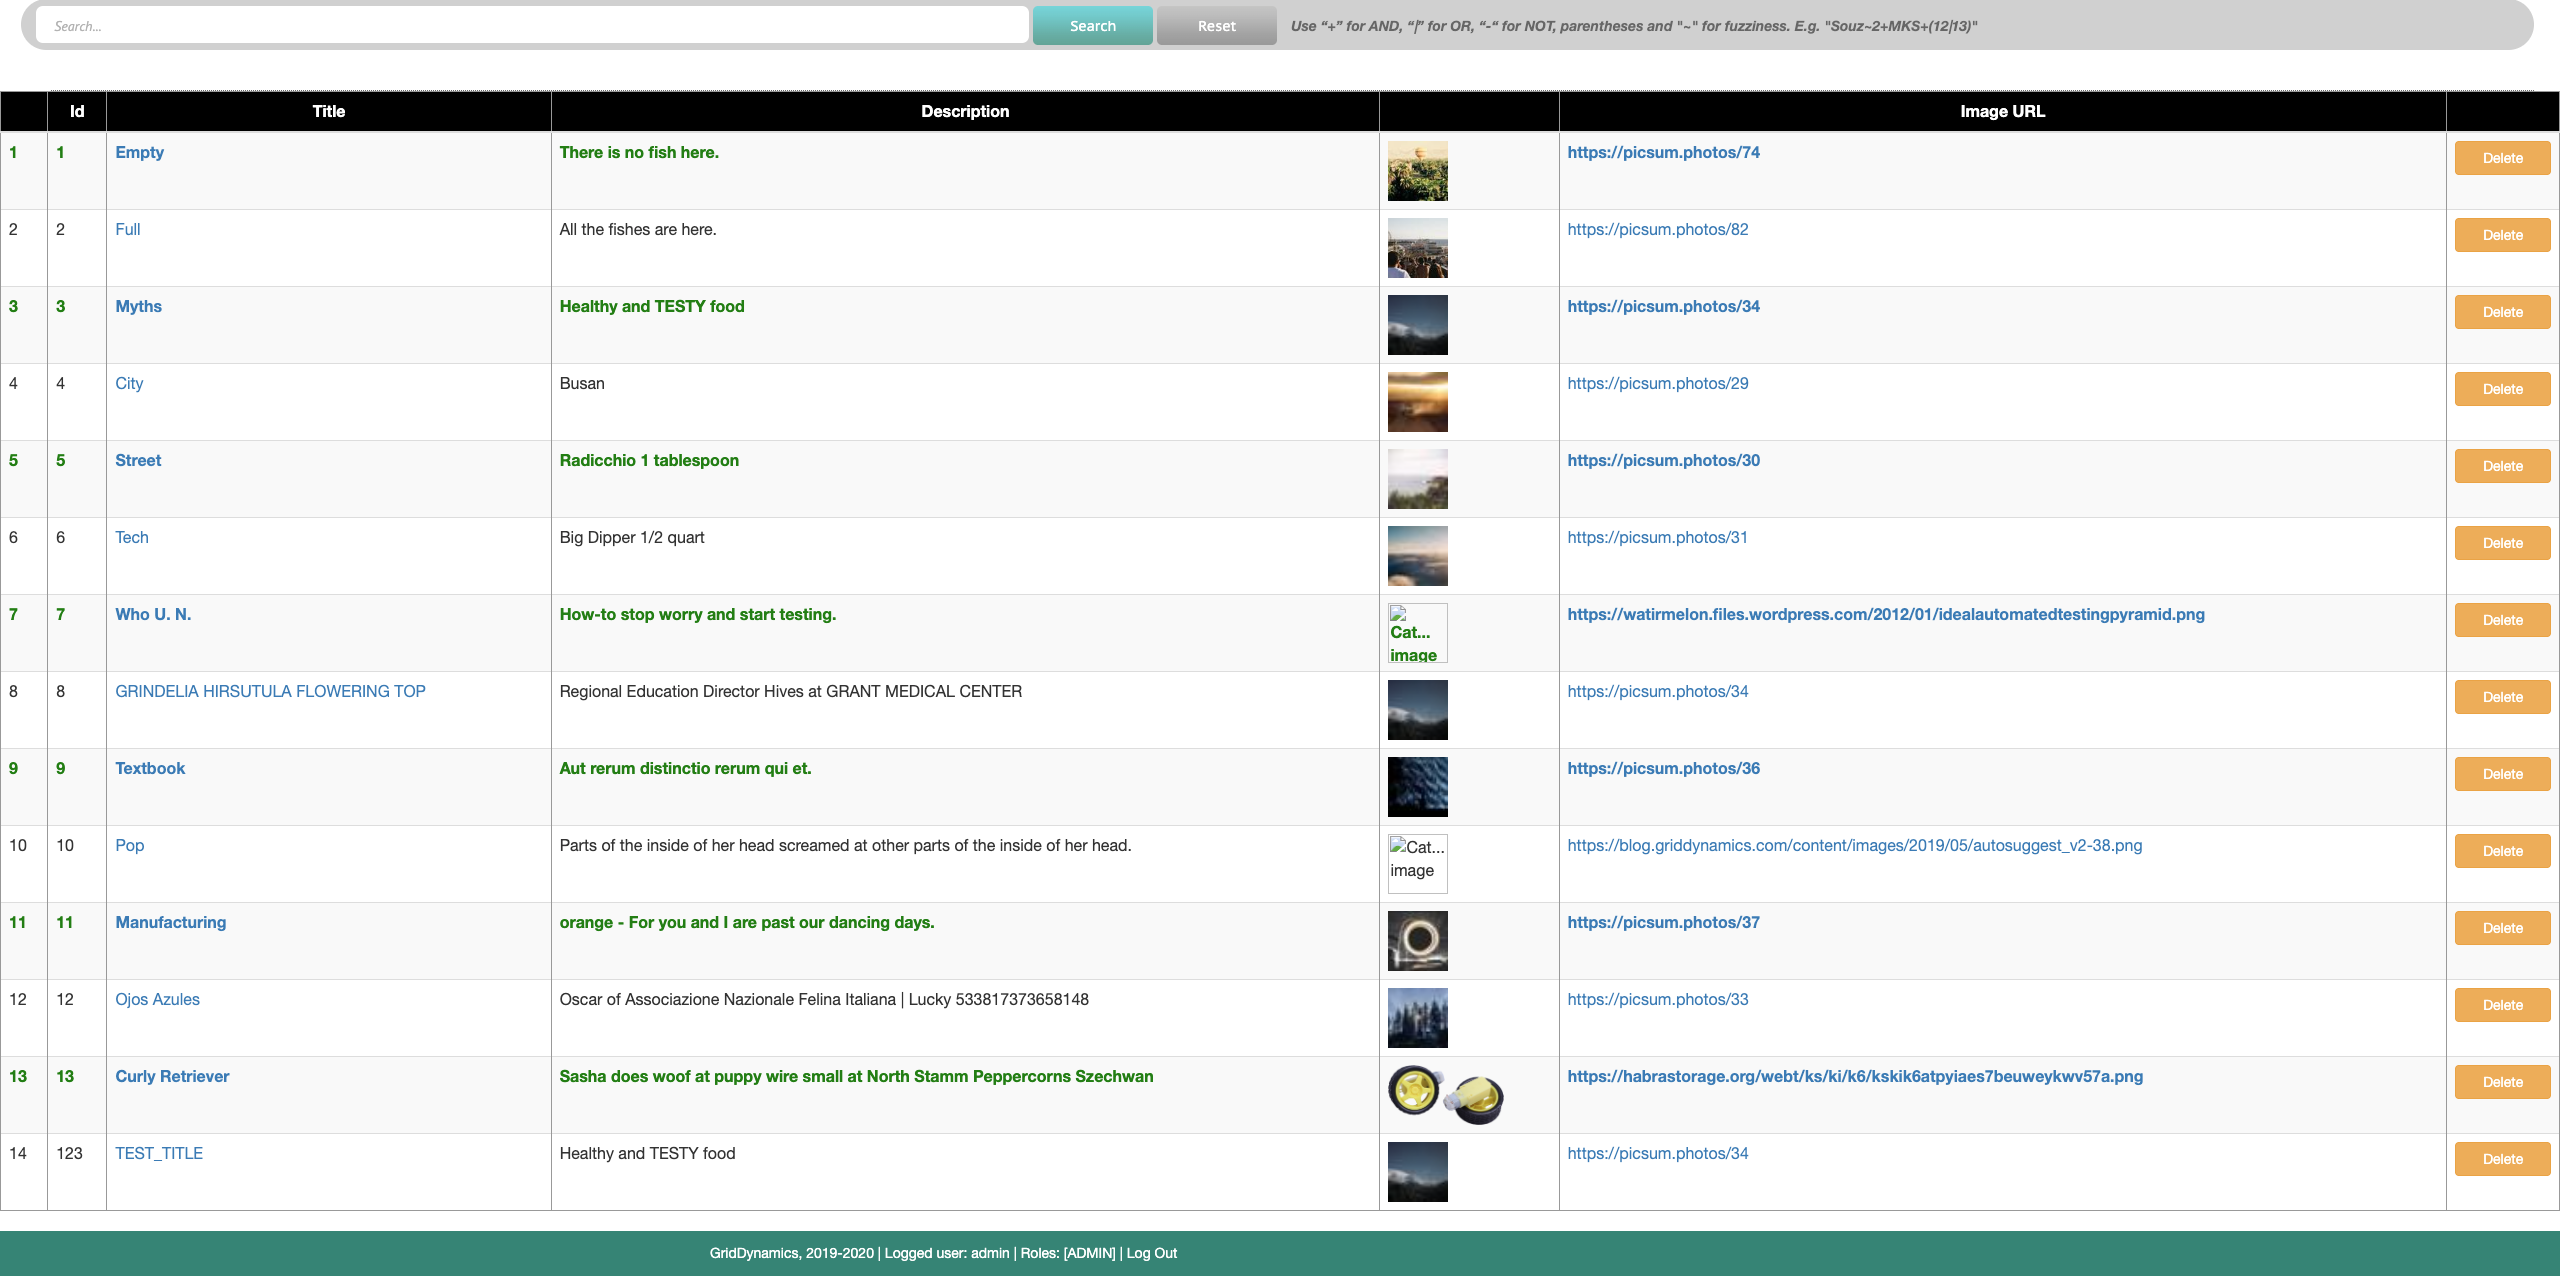 Search...
Search
Reset
Use “+” for AND, “|” for OR, “-“ for NOT, parentheses and "~" for fuzziness. E.g. "Souz~2+MKS+(12|13)"
Id Title Description Image URL
1 1 Empty There is no fish here. https://picsum.photos/74 Delete
2 2 Full All the fishes are here. https://picsum.photos/82 Delete
3 3 Myths Healthy and TESTY food https://picsum.photos/34 Delete
4 4 City Busan https://picsum.photos/29 Delete
5 5 Street Radicchio 1 tablespoon https://picsum.photos/30 Delete
6 6 Tech Big Dipper 1/2 quart https://picsum.photos/31 Delete
7 7 Who U. N. How-to stop worry and start testing. Cat... image https://watirmelon.files.wordpress.com/2012/01/idealautomatedtestingpyramid.png Delete
8 8 GRINDELIA HIRSUTULA FLOWERING TOP Regional Education Director Hives at GRANT MEDICAL CENTER https://picsum.photos/34 Delete
9 9 Textbook Aut rerum distinctio rerum qui et. https://picsum.photos/36 Delete
10 10 Pop Parts of the inside of her head screamed at other parts of the inside of her head. Cat... image https://blog.griddynamics.com/content/images/2019/05/autosuggest_v2-38.png Delete
11 11 Manufacturing orange - For you and I are past our dancing days. https://picsum.photos/37 Delete
12 12 Ojos Azules Oscar of Associazione Nazionale Felina Italiana | Lucky 533817373658148 https://picsum.photos/33 Delete
13 13 Curly Retriever Sasha does woof at puppy wire small at North Stamm Peppercorns Szechwan https://habrastorage.org/webt/ks/ki/k6/kskik6atpyiaes7beuweykwv57a.png Delete
14 123 TEST_TITLE Healthy and TESTY food https://picsum.photos/34 Delete
GridDynamics, 2019-2020 | Logged user: admin | Roles: [ADMIN] | Log Out